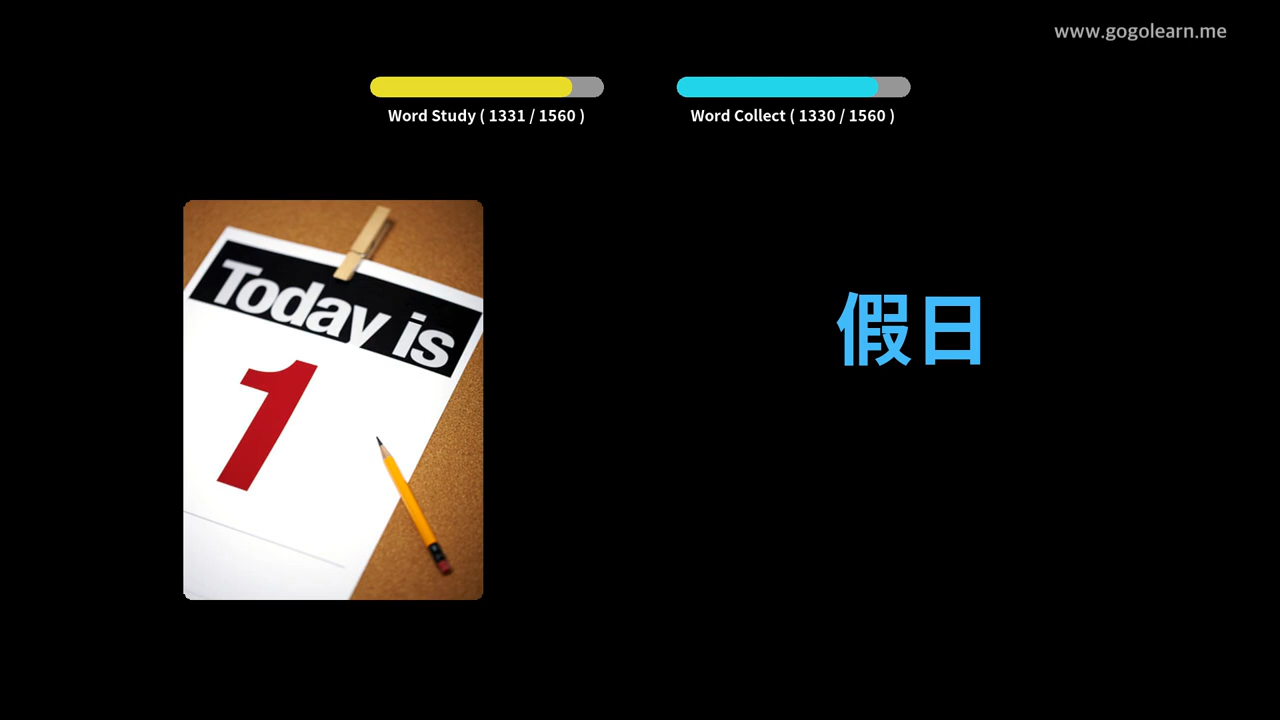 www.gogolearn.me
Word Study ( 1331 / 1560 )
Word Collect ( 1330 / 1560 )
Today is
1
假日